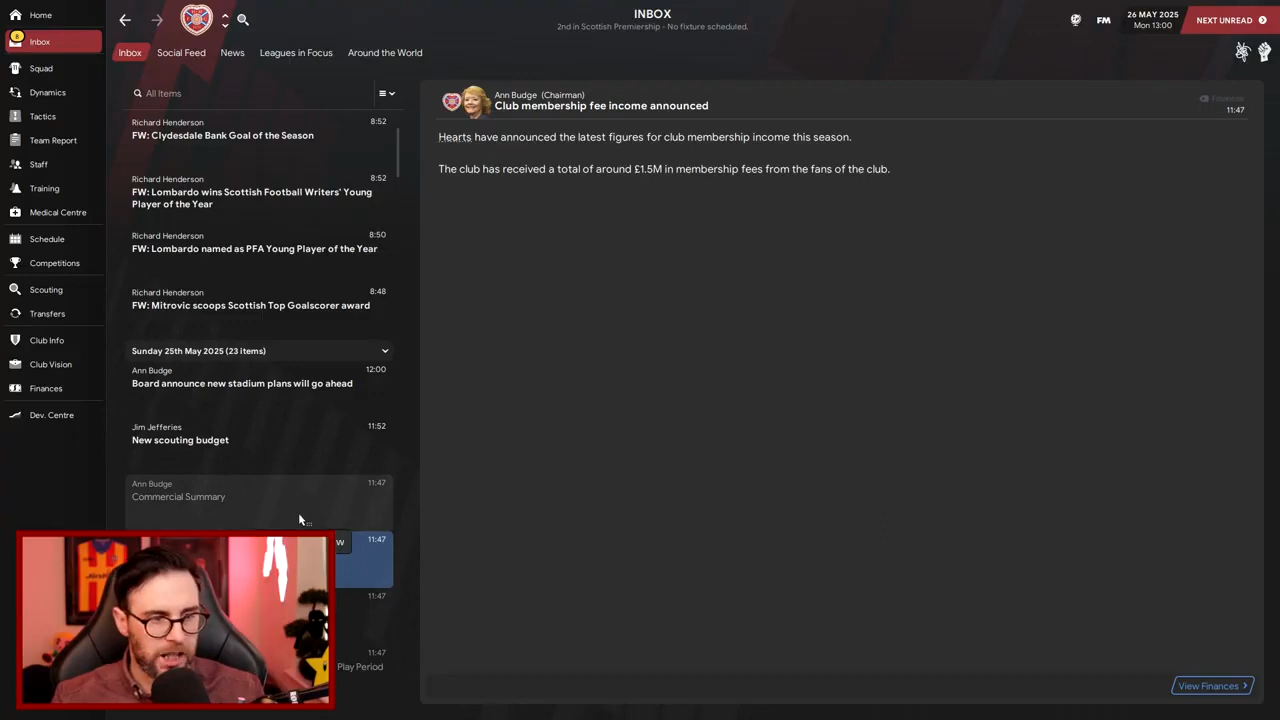 Home
INBOX
2nd in Scottish Premiership - No fixture scheduled.
FM
26 MAY 2025
Mon 13:00
NEXT UNREAD
8
Inbox
Squad
Dynamics
Tactics
Team Report
Staff
Training
Medical Centre
Schedule
Competitions
Scouting
Transfers
Club Info
Club Vision
Finances
Dev. Centre
Inbox
Social Feed
News
Leagues in Focus
Around the World
All Items
Richard Henderson
8:52
FW: Clydesdale Bank Goal of the Season
Richard Henderson
8:52
FW: Lombardo wins Scottish Football Writers' Young
Player of the Year
Richard Henderson
8:50
FW: Lombardo named as PFA Young Player of the Year
Richard Henderson
8:48
FW: Mitrovic scoops Scottish Top Goalscorer award
Sunday 25th May 2025 (23 items)
Ann Budge
12:00
Board announce new stadium plans will go ahead
Jim Jefferies
11:52
New scouting budget
Ann Budge
11:47
Commercial Summary
w
11:47
11:47
11:47
Play Period
Ann Budge (Chairman)
Club membership fee income announced
Finances
11:47
Hearts have announced the latest figures for club membership income this season.
The club has received a total of around £1.5M in membership fees from the fans of the club.
View Finances